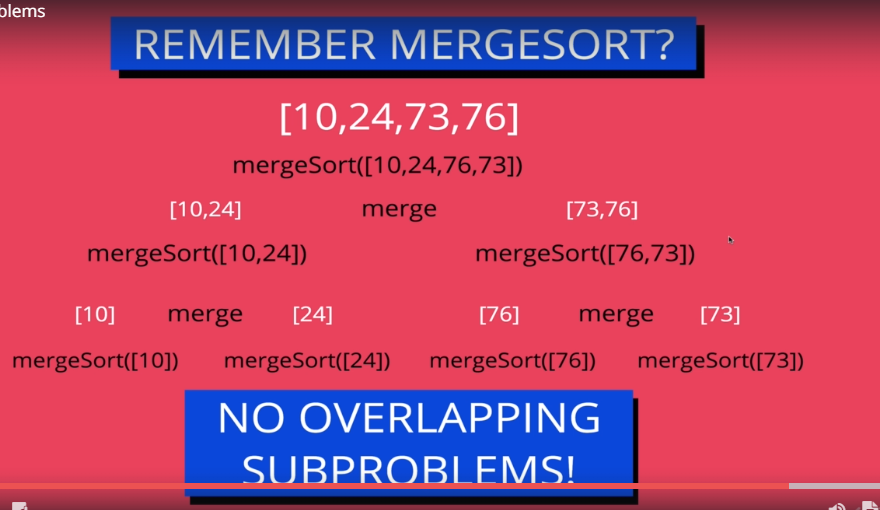 blems
REMEMBER MERGESORT?
[10,24,73,76]
mergeSort([10,24,76,73])
[10,24] merge [73,76]
mergeSort([10,24]) mergeSort([76,73])
[10] merge [24] [76] merge [73]
mergeSort([10]) mergeSort([24]) mergeSort([76]) mergeSort([73])
NO OVERLAPPING
SUBPROBLEMS!